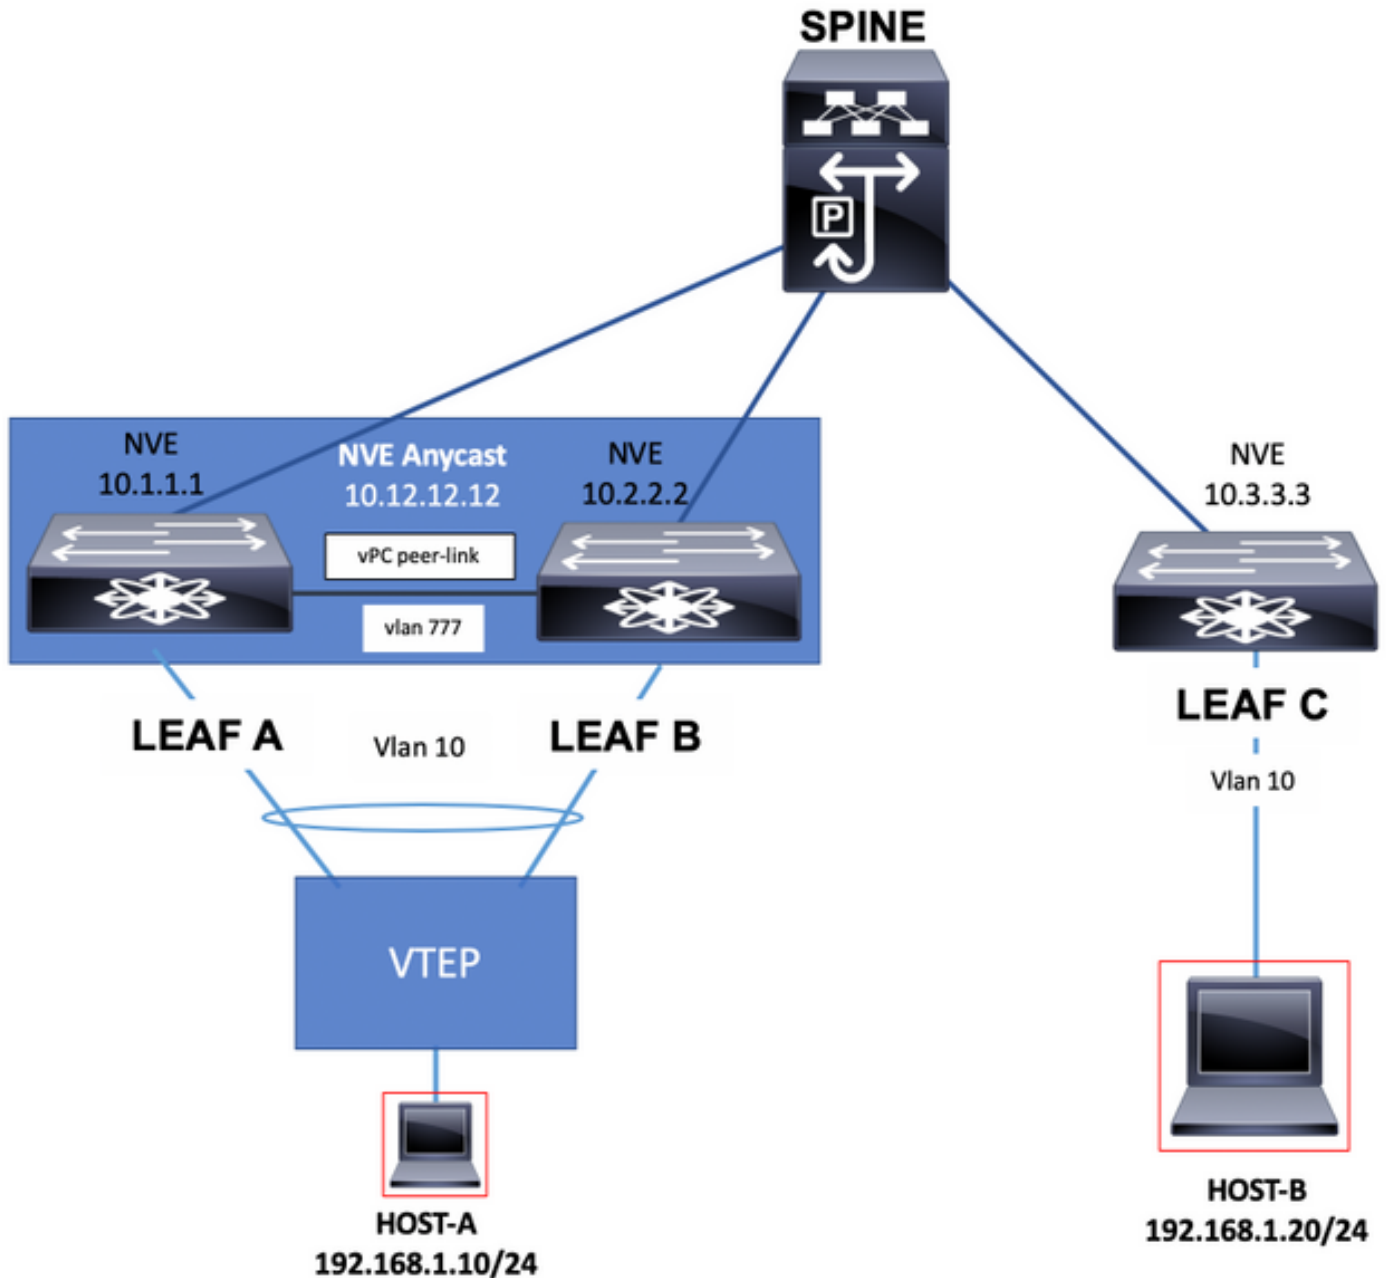 SPINE
P
NVE
10.1.1.1
NVE Anycast
10.12.12.12
NVE
10.2.2.2
NVE
10.3.3.3
vPC peer-link
vlan 777
LEAF A
Vlan 10
LEAF B
LEAF C
Vlan 10
VTEP
HOST-A
192.168.1.10/24
HOST-B
192.168.1.20/24